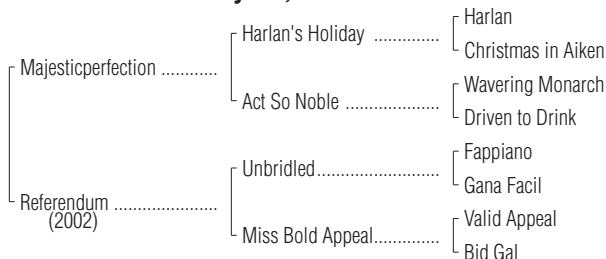 Harlan
Harlan's Holiday ..............
Christmas in Aiken
Majesticperfection ............
Wavering Monarch
Act So Noble ....................
Driven to Drink
Fappiano
Unbridled..........................
Gana Facil
Referendum ......................
(2002)
Valid Appeal
Miss Bold Appeal..............
Bid Gal